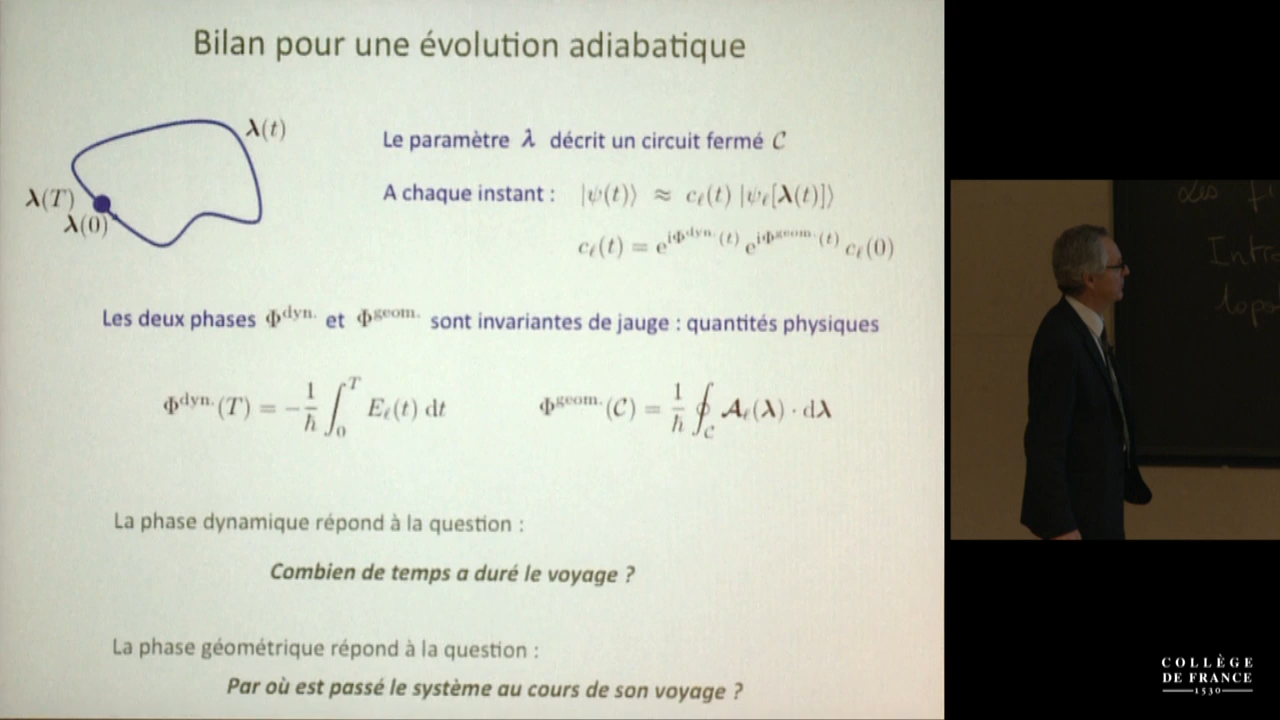 Bilan pour une évolution adiabatique
λ(t)
λ(T)
λ(0)
Le paramètre λ décrit un circuit fermé C
A chaque instant : |ψ(t)⟩ ≈ c_ℓ(t) |ψ_ℓ[λ(t)]⟩
c_ℓ(t) = e^{iΦ^{dyn.}(t)} e^{iΦ^{geom.}(t)} c_ℓ(0)
Les deux phases Φ^{dyn.} et Φ^{geom.} sont invariantes de jauge : quantités physiques
Φ^{dyn.}(T) = −\frac{1}{ħ} ∫_0^T E_ℓ(t) dt
Φ^{geom.}(C) = \frac{1}{ħ} ∮_C A_ℓ(λ) · dλ
La phase dynamique répond à la question :
Combien de temps a duré le voyage ?
La phase géométrique répond à la question :
Par où est passé le système au cours de son voyage ?
COLLÈGE
DE FRANCE
1530